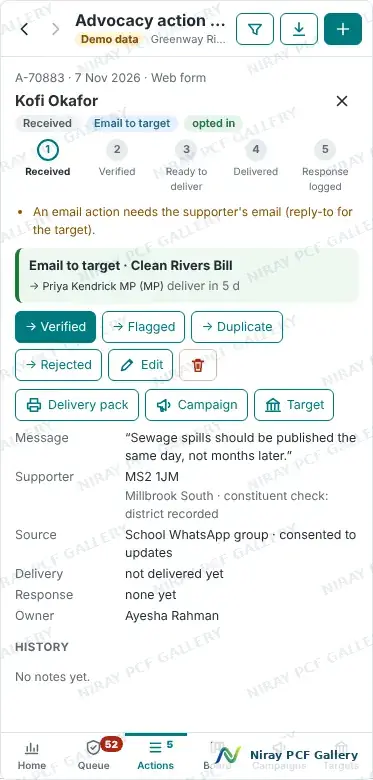 Advocacy action ...
Demo data · Greenway Ri...
A-70883 · 7 Nov 2026 · Web form
Kofi Okafor
Received Email to target opted in
1 2 3 4 5
Received Verified Ready to deliver Delivered Response logged
• An email action needs the supporter's email (reply-to for
the target).
Email to target · Clean Rivers Bill
→ Priya Kendrick MP (MP) deliver in 5 d
→ Verified → Flagged → Duplicate
→ Rejected Edit
Delivery pack Campaign Target
Message “Sewage spills should be published the
same day, not months later.”
Supporter MS2 1JM
Millbrook South · constituent check:
district recorded
Source School WhatsApp group · consented to
updates
Delivery not delivered yet
Response none yet
Owner Ayesha Rahman
HISTORY
No notes yet.
52 5
Home Queue Actions Campaigns Targets
Niray PCF Gallery
NIRAY PCF GALLERY